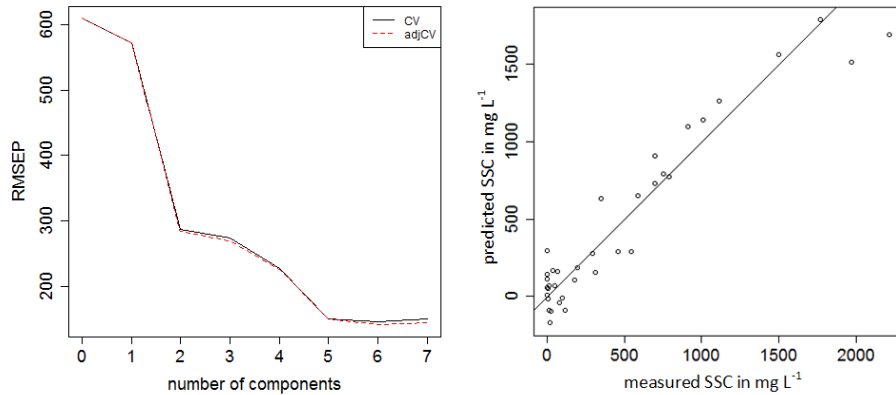 600
500
400
300
200
RMSEP
CV
adjCV
0 1 2 3 4 5 6 7
number of components
1500
1000
500
0
predicted SSC in mg L⁻¹
0 500 1000 1500 2000
measured SSC in mg L⁻¹